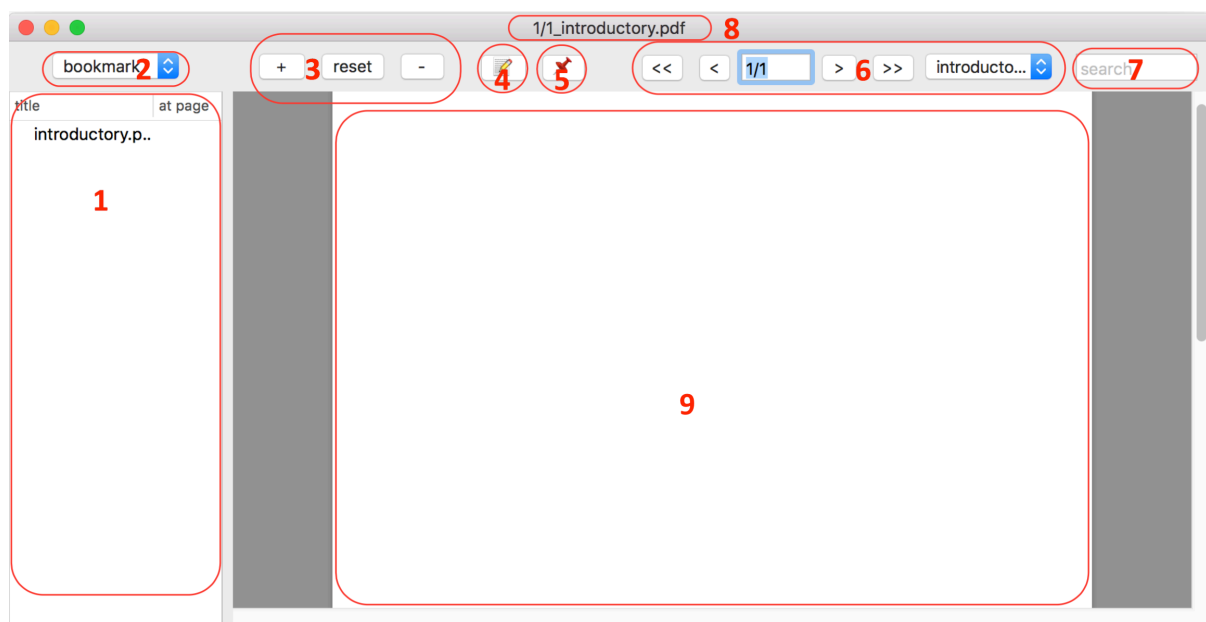 1/1_introductory.pdf 8
bookmark 2 + 3 reset - 4 5 << < 1/1 > 6 >> introducto... search 7
title at page
introductory.p..
1
9